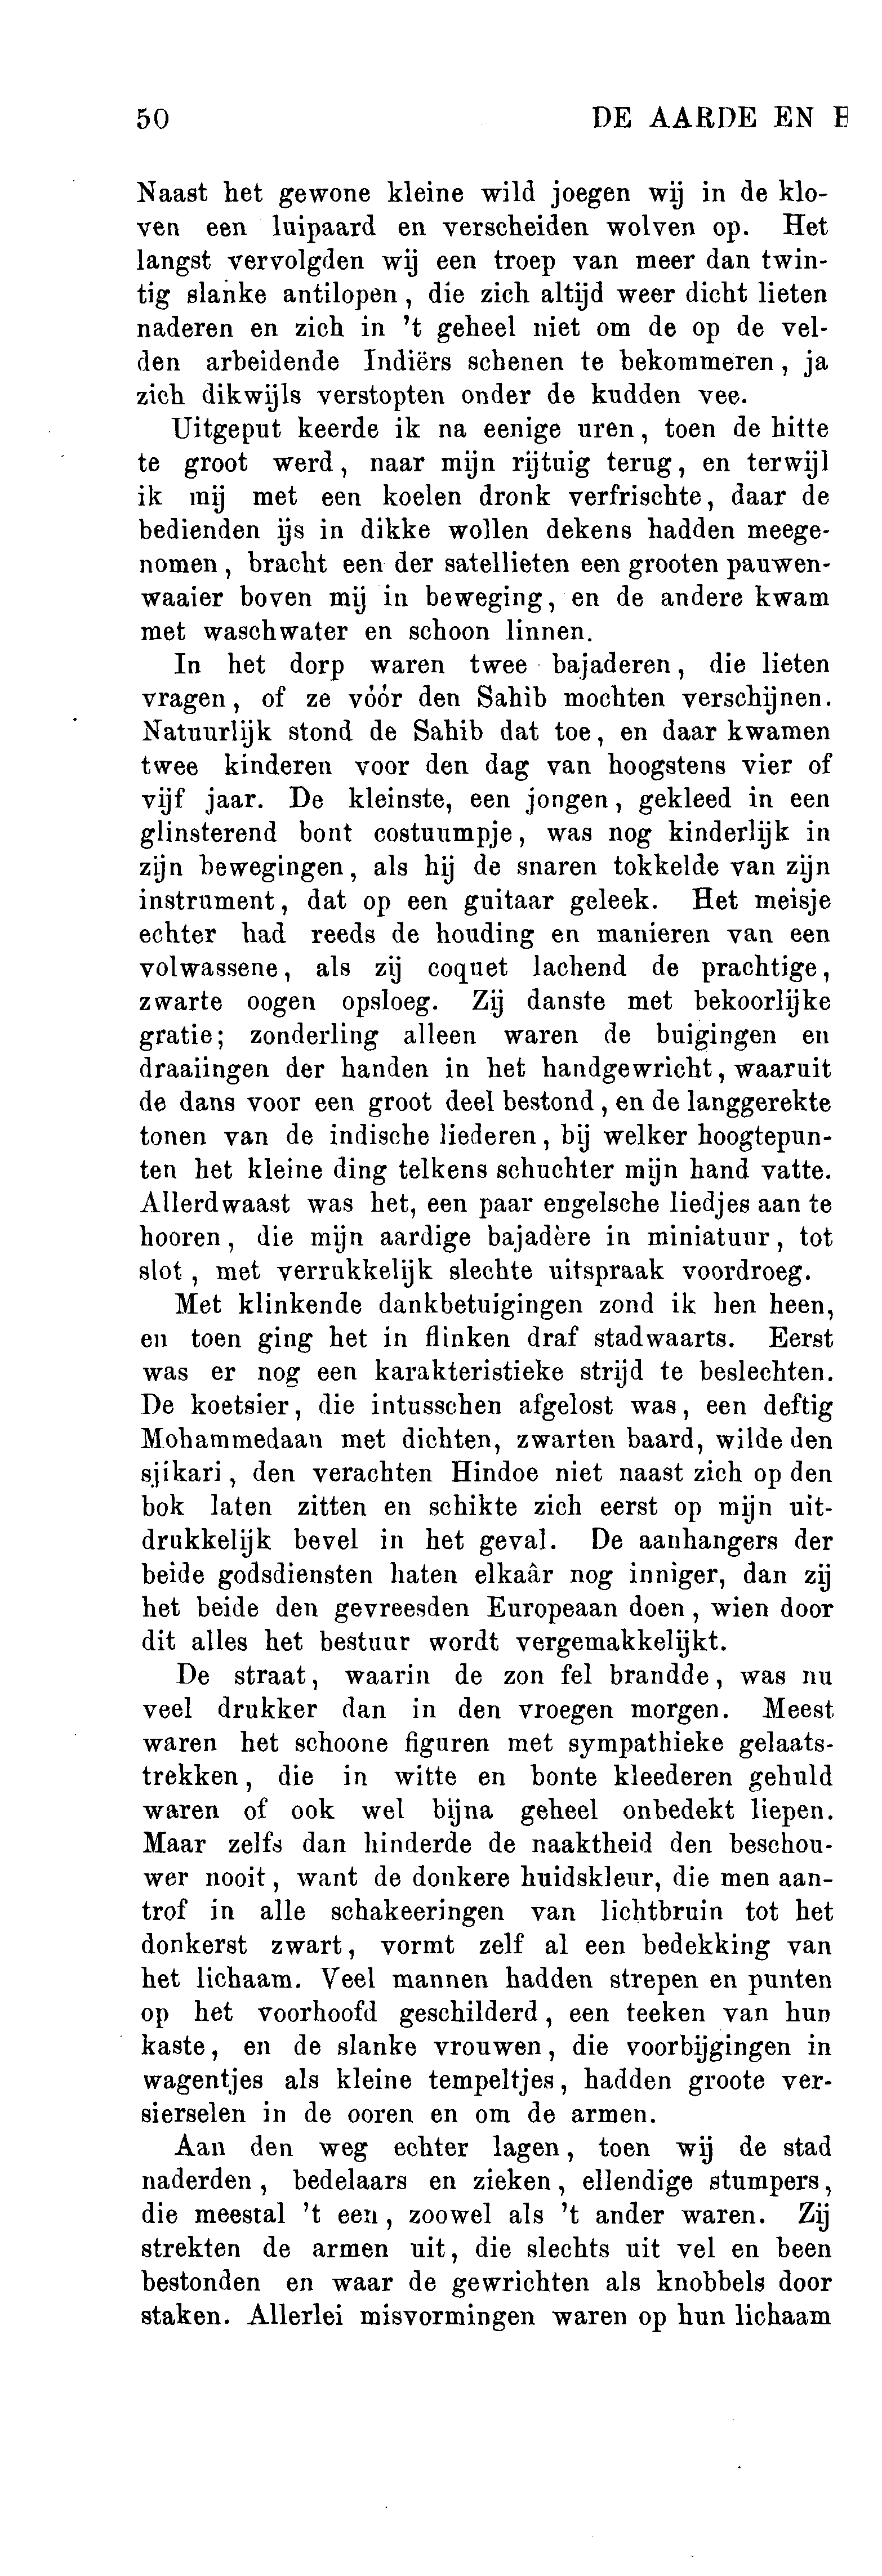 50 DE AARDE EN
Naast het gewone kleine wild joegen wij in de klo-
ven een luipaard en verscheiden wolven op. Het
langst vervolgden wij een troep van meer dan twin-
tig slanke antilopen, die zich altijd weer dicht lieten
naderen en zich in 't geheel niet om de op de vel-
den arbeidende Indiërs schenen te bekommeren, ja
zich dikwijls verstopten onder de kudden vee.
Uitgeput keerde ik na eenige uren, toen de hitte
te groot werd, naar mijn rijtuig terug, en terwijl
ik mij met een koelen dronk verfrischte, daar de
bedienden ijs in dikke wollen dekens hadden meege-
nomen, bracht een der satellieten een grooten pauwen-
waaier boven mij in beweging, en de andere kwam
met waschwater en schoon linnen.
In het dorp waren twee bajaderen, die lieten
vragen, of ze vóór den Sahib mochten verschijnen.
Natuurlijk stond de Sahib dat toe, en daar kwamen
twee kinderen voor den dag van hoogstens vier of
vijf jaar. De kleinste, een jongen, gekleed in een
glinsterend bont costuumpje, was nog kinderlijk in
zijn bewegingen, als hij de snaren tokkelde van zijn
instrument, dat op een guitaar geleek. Het meisje
echter had reeds de houding en manieren van een
volwassene, als zij coquet lachend de prachtige,
zwarte oogen opsloeg. Zij danste met bekoorlijke
gratie; zonderling alleen waren de buigingen en
draaiingen der handen in het handgewricht, waaruit
de dans voor een groot deel bestond, en de langgerekte
tonen van de indische liederen, bij welker hoogtepun-
ten het kleine ding telkens schuchter mijn hand vatte.
Allerdwaast was het, een paar engelsche liedjes aan te
hooren, die mijn aardige bajadère in miniatuur, tot
slot, met verrukkelijk slechte uitspraak voordroeg.
Met klinkende dankbetuigingen zond ik hen heen,
en toen ging het in flinken draf stadwaarts. Eerst
was er nog een karakteristieke strijd te beslechten.
De koetsier, die intusschen afgelost was, een deftig
Mohammedaan met dichten, zwarten baard, wilde den
sjikari, den verachten Hindoe niet naast zich op den
bok laten zitten en schikte zich eerst op mijn uit-
drukkelijk bevel in het geval. De aanhangers der
beide godsdiensten haten elkaâr nog inniger, dan zij
het beide den gevreesden Europeaan doen, wien door
dit alles het bestuur wordt vergemakkelijkt.
De straat, waarin de zon fel brandde, was nu
veel drukker dan in den vroegen morgen. Meest
waren het schoone figuren met sympathieke gelaats-
trekken, die in witte en bonte kleederen gehuld
waren of ook wel bijna geheel onbedekt liepen.
Maar zelfs dan hinderde de naaktheid den beschou-
wer nooit, want de donkere huidskleur, die men aan-
trof in alle schakeeringen van lichtbruin tot het
donkerst zwart, vormt zelf al een bedekking van
het lichaam. Veel mannen hadden strepen en punten
op het voorhoofd geschilderd, een teeken van hun
kaste, en de slanke vrouwen, die voorbijgingen in
wagentjes als kleine tempeltjes, hadden groote ver-
sierselen in de ooren en om de armen.
Aan den weg echter lagen, toen wij de stad
naderden, bedelaars en zieken, ellendige stumpers,
die meestal 't een, zoowel als 't ander waren. Zij
strekten de armen uit, die slechts uit vel en been
bestonden en waar de gewrichten als knobbels door
staken. Allerlei misvormingen waren op hun lichaam